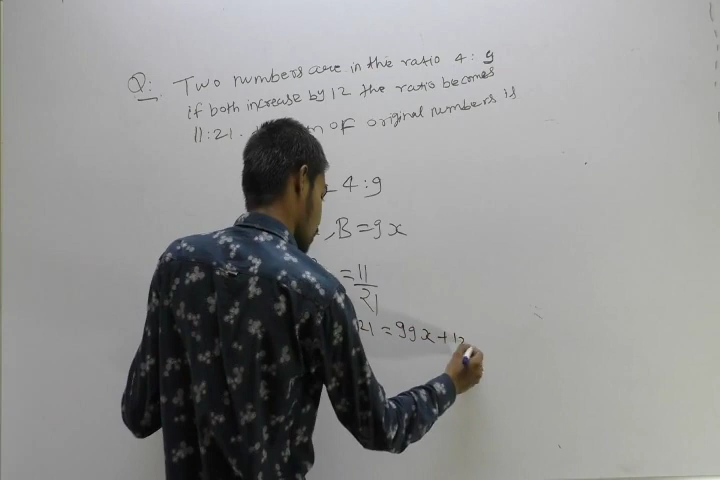 Q: Two numbers are in the ratio 4 : 9
if both increase by 12 the ratio becomes
11:21. of original numbers is
4:9
, B = 9x
= 11/21
21 = 99x + 12